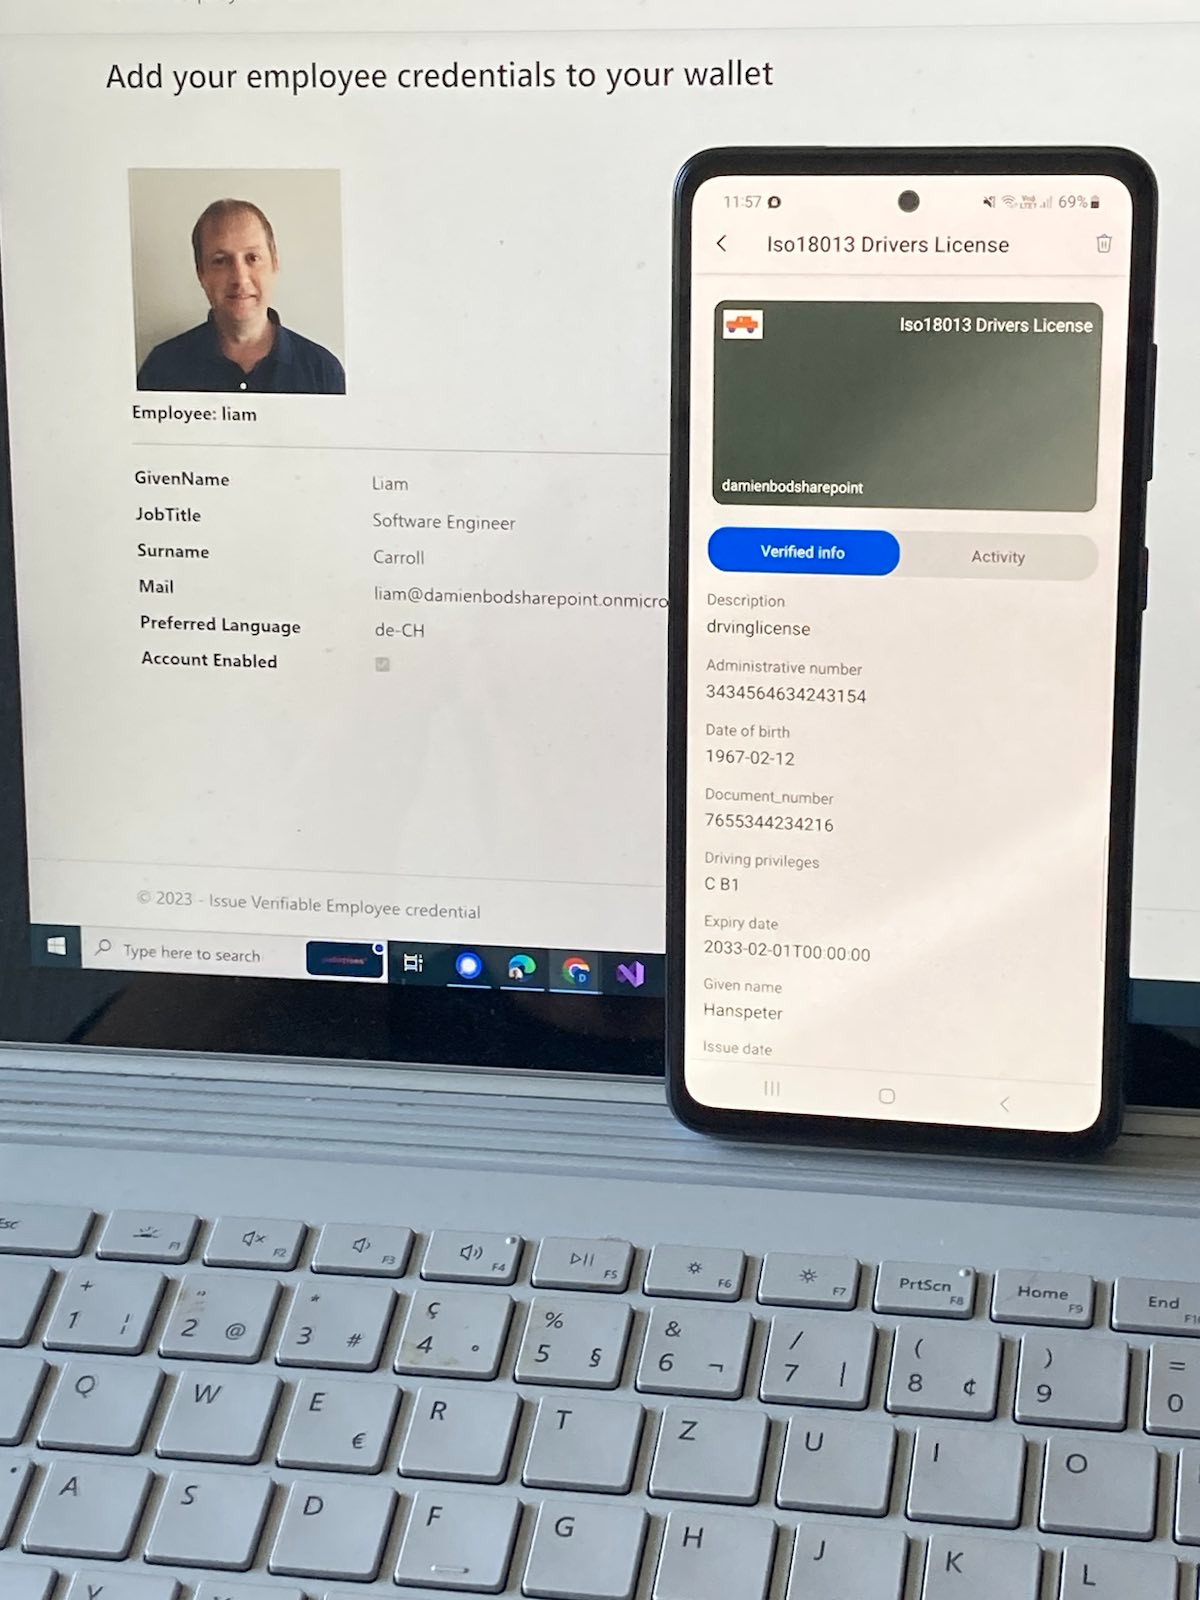 Add your employee credentials to your wallet
Employee: liam
GivenName Liam
JobTitle Software Engineer
Surname Carroll
Mail liam@damienbodsharepoint.onmicro
Preferred Language de-CH
Account Enabled
© 2023 - Issue Verifiable Employee credential
Type here to search
11:57 69%
Iso18013 Drivers License
Iso18013 Drivers License
damienbodsharepoint
Verified info Activity
Description
drvinglicense
Administrative number
3434564634243154
Date of birth
1967-02-12
Document_number
7655344234216
Driving privileges
C B1
Expiry date
2033-02-01T00:00:00
Given name
Hanspeter
Issue date
Esc F1 F2 F3 F4 F5 F6 F7 PrtScn F8 Home F9 End
+ " * ç % & / ( ) =
1 ¦ 2 @ 3 # 4 ° 5 § 6 ¬ 7 | 8 ¢ 9 0
Q W E € R T Z U I O
A S D F G H J K L
Y